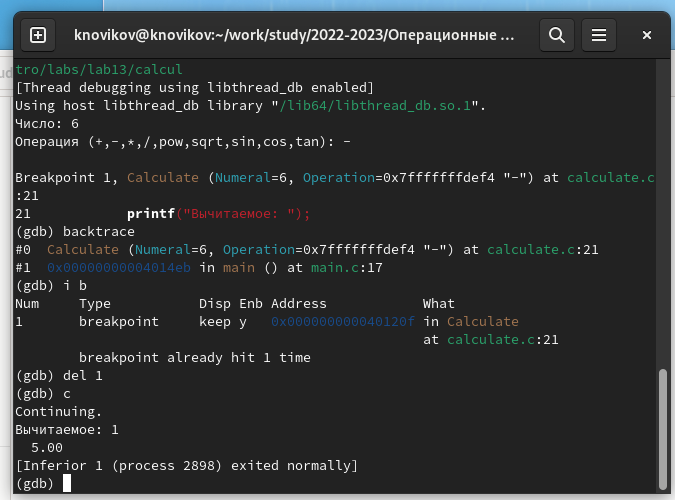 knovikov@knovikov:~/work/study/2022-2023/Операционные ...
tro/labs/lab13/calcul
[Thread debugging using libthread_db enabled]
Using host libthread_db library "/lib64/libthread_db.so.1".
Число: 6
Операция (+,-,*,/,pow,sqrt,sin,cos,tan): -
Breakpoint 1, Calculate (Numeral=6, Operation=0x7fffffffdef4 "-") at calculate.c
:21
21 printf("Вычитаемое: ");
(gdb) backtrace
#0 Calculate (Numeral=6, Operation=0x7fffffffdef4 "-") at calculate.c:21
#1 0x00000000004014eb in main () at main.c:17
(gdb) i b
Num Type Disp Enb Address What
1 breakpoint keep y 0x000000000040120f in Calculate
at calculate.c:21
breakpoint already hit 1 time
(gdb) del 1
(gdb) c
Continuing.
Вычитаемое: 1
5.00
[Inferior 1 (process 2898) exited normally]
(gdb)